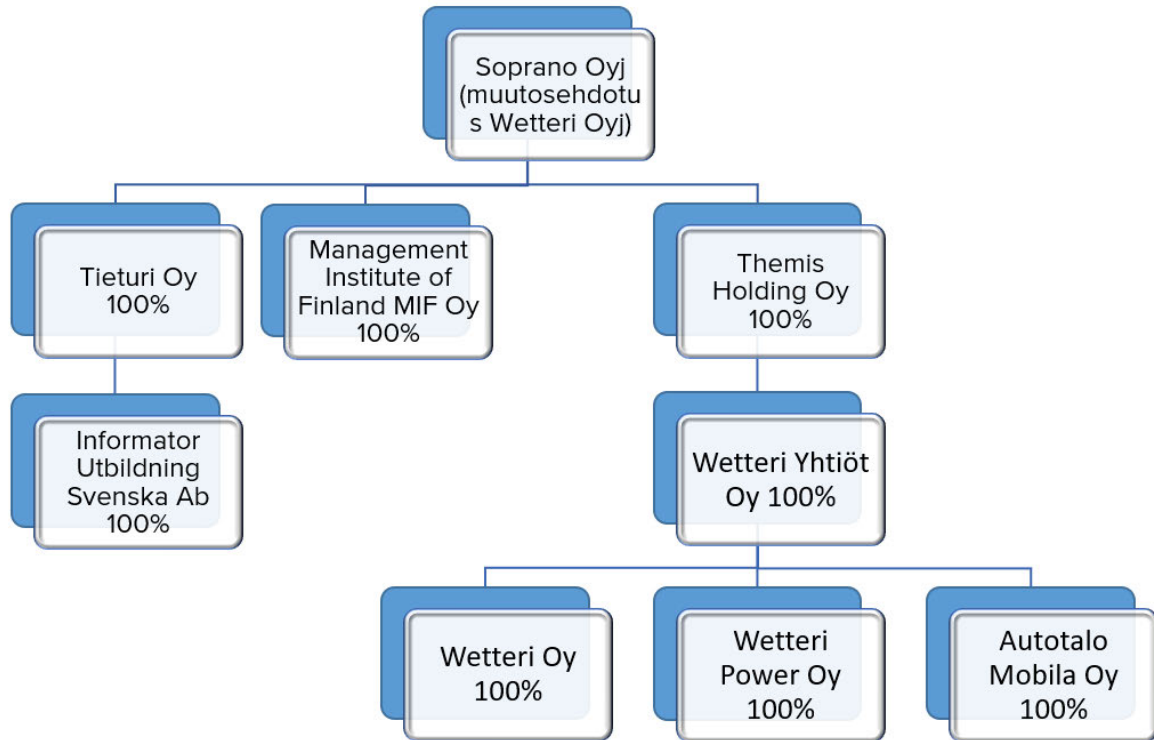 Soprano Oyj
(muutosehdotu
s Wetteri Oyj)
Tieturi Oy
100%
Management
Institute of
Finland MIF Oy
100%
Themis
Holding Oy
100%
Informator
Utbildning
Svenska Ab
100%
Wetteri Yhtiöt
Oy 100%
Wetteri Oy
100%
Wetteri
Power Oy
100%
Autotalo
Mobila Oy
100%